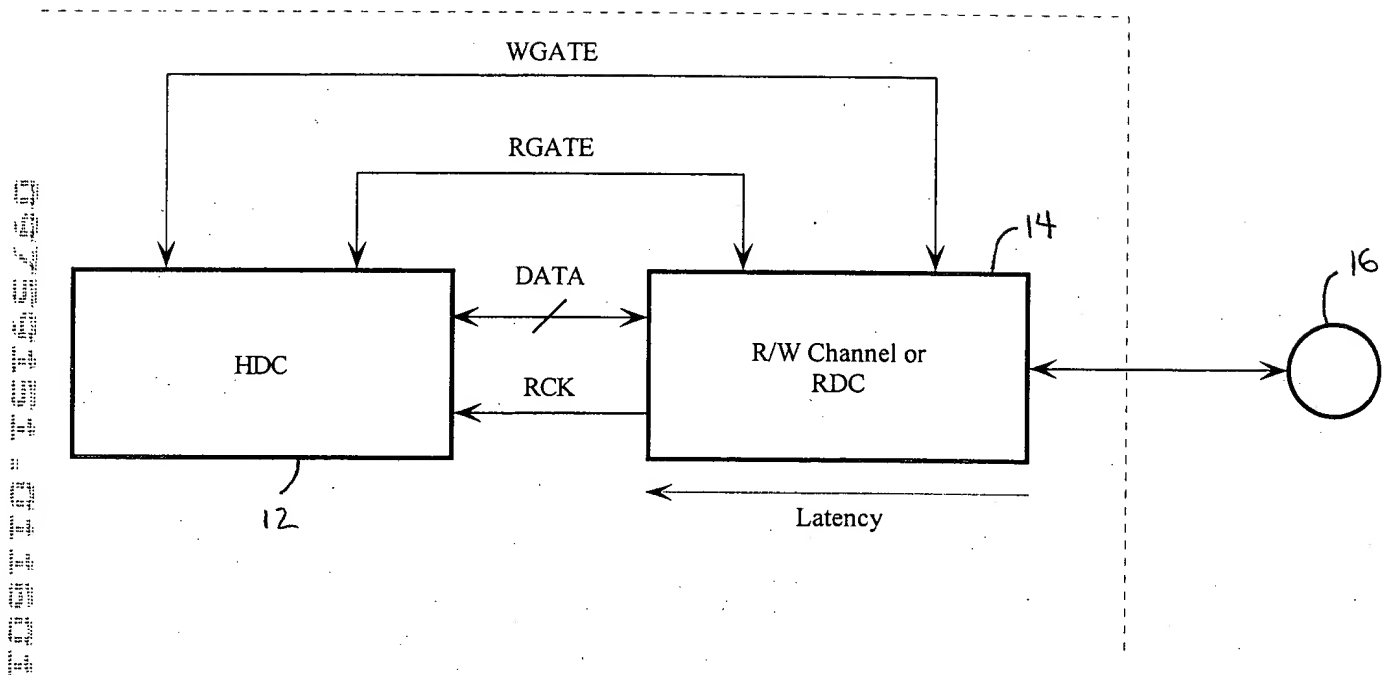 WGATE
RGATE
14
DATA
16
HDC
R/W Channel or
RDC
RCK
12
Latency